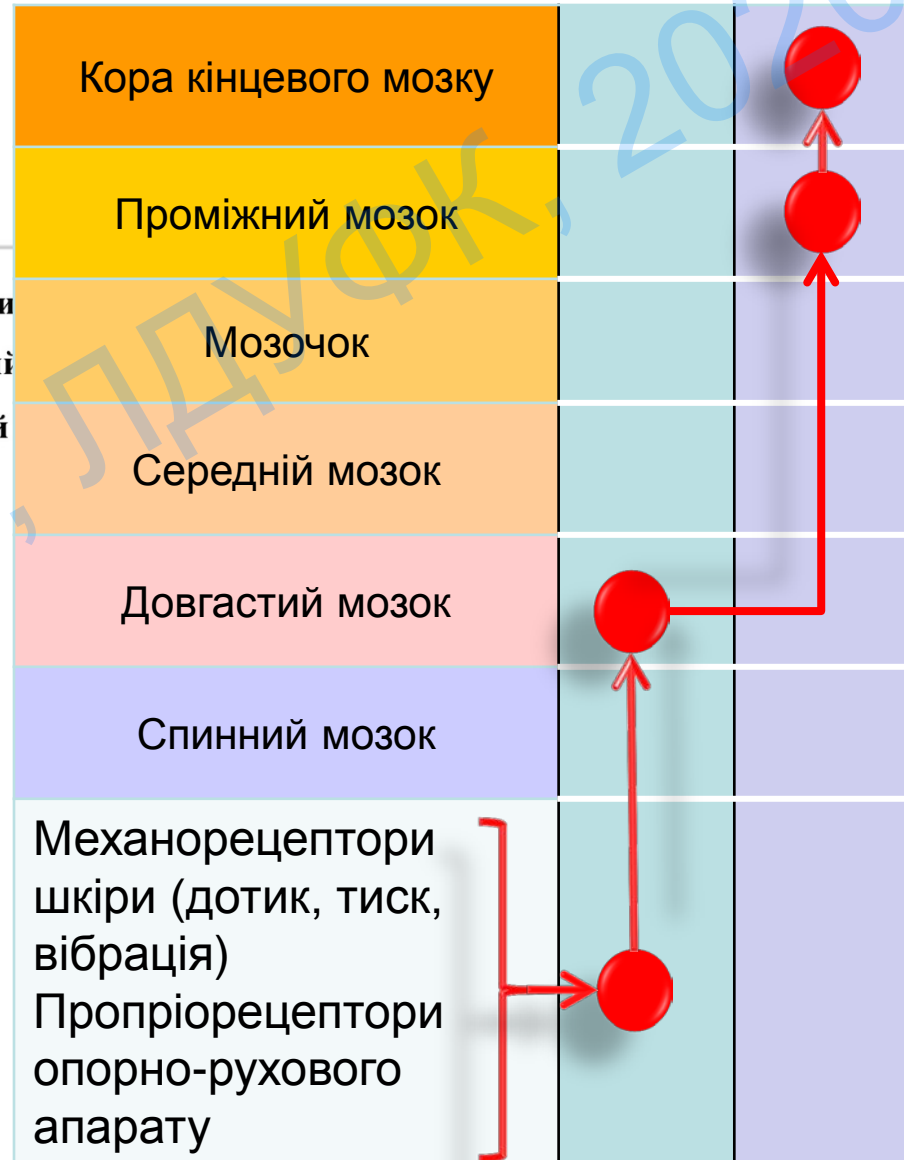 Кора кінцевого мозку
Проміжний мозок
Мозочок
Середній мозок
Довгастий мозок
Спинний мозок
Механорецептори
шкіри (дотик, тиск,
вібрація)
Пропріорецептори
опорно-рухового
апарату
, ЛДУФК, 2020